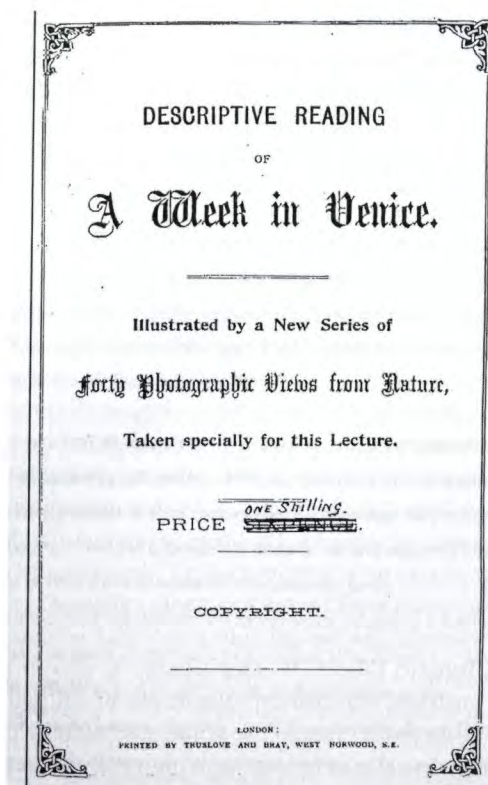 DESCRIPTIVE READING
OF
A Week in Venice.
Illustrated by a New Series of
Forty Photographic Views from Nature,
Taken specially for this Lecture.
ONE Shilling.
PRICE SIXPENCE.
COPYRIGHT.
LONDON:
PRINTED BY TRUSLOVE AND BRAY, WEST NORWOOD, S.E.